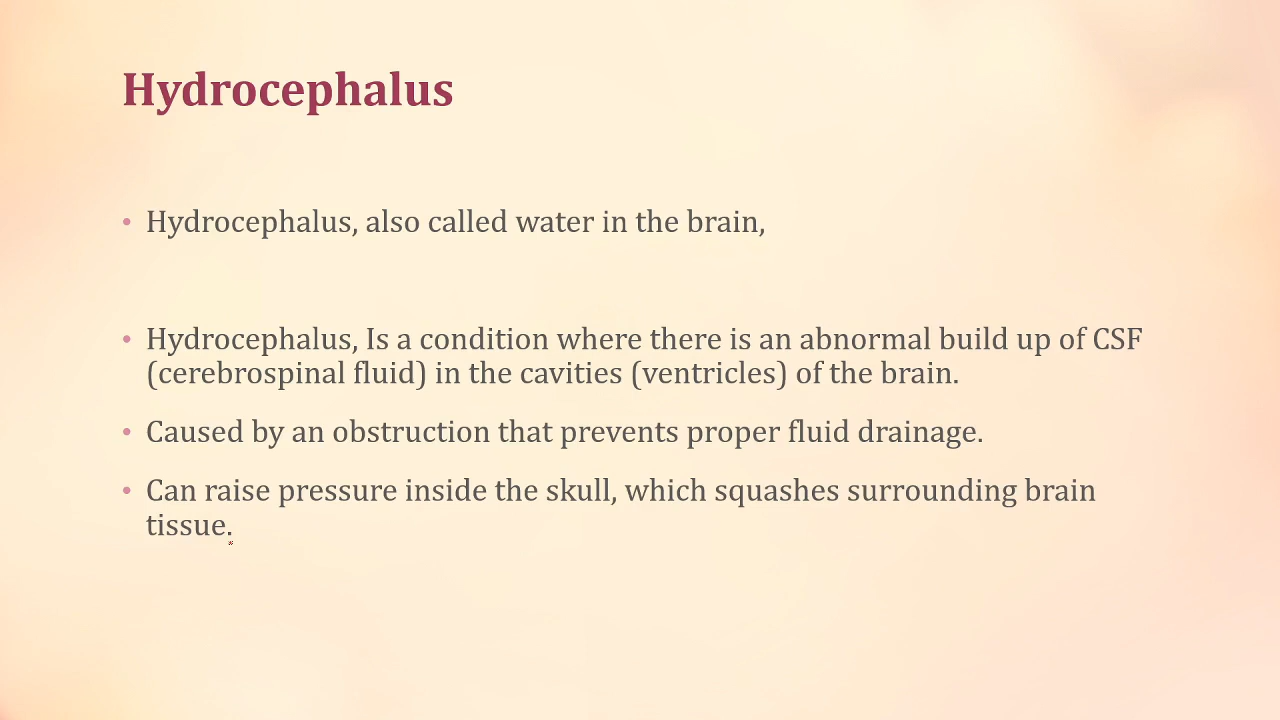 Hydrocephalus
• Hydrocephalus, also called water in the brain,
• Hydrocephalus, Is a condition where there is an abnormal build up of CSF
(cerebrospinal fluid) in the cavities (ventricles) of the brain.
• Caused by an obstruction that prevents proper fluid drainage.
• Can raise pressure inside the skull, which squashes surrounding brain
tissue.